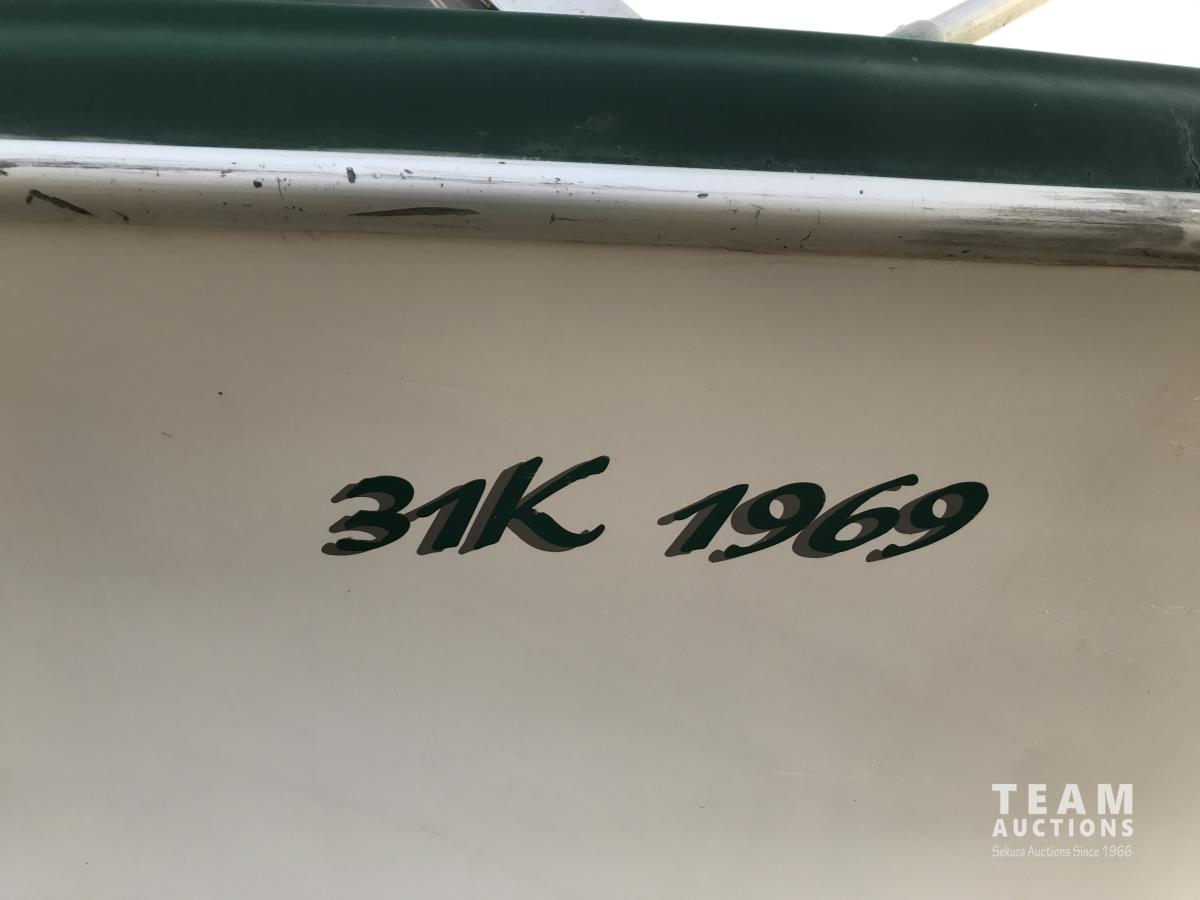 31K 1969
TEAM
AUCTIONS
Sekura Auctions Since 1966